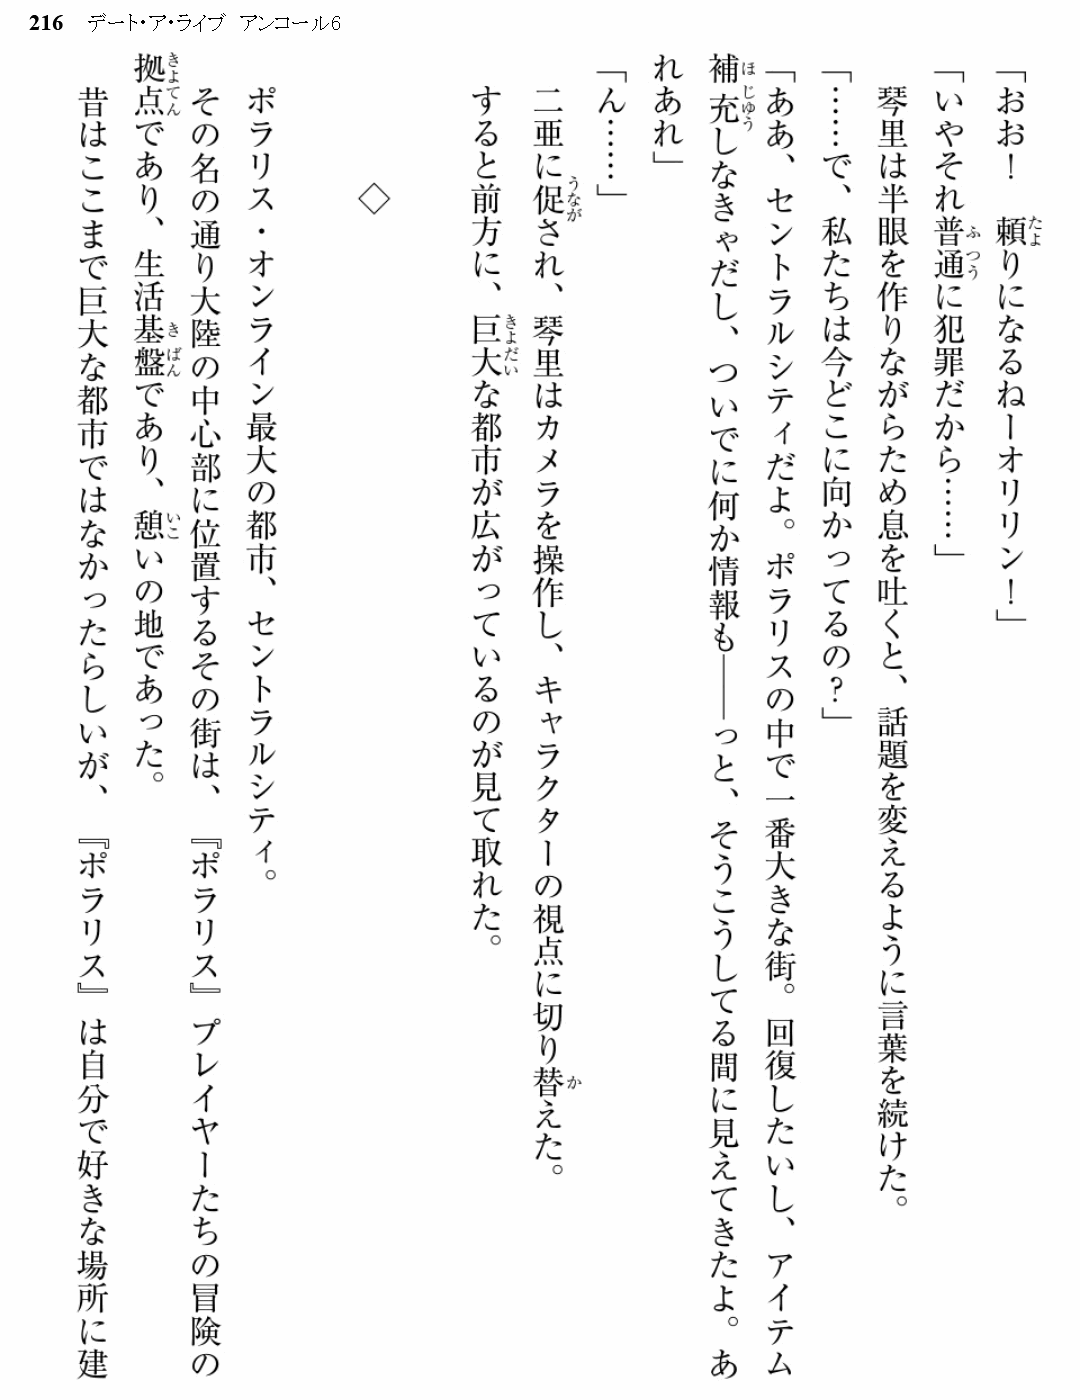 216 デート・ア・ライブ アンコール6
「おお！　頼りになるねーオリリン！」
「いやそれ普通に犯罪だから……」
　琴里は半眼を作りながらため息を吐くと、話題を変えるように言葉を続けた。
「……で、私たちは今どこに向かってるの？」
「ああ、セントラルシティだよ。ポラリスの中で一番大きな街。回復したいし、アイテム
補充しなきゃだし、ついでに何か情報も――っと、そうこうしてる間に見えてきたよ。あ
れあれ」
「ん……」
　二亜に促され、琴里はカメラを操作し、キャラクターの視点に切り替えた。
　すると前方に、巨大な都市が広がっているのが見て取れた。
◇
　ポラリス・オンライン最大の都市、セントラルシティ。
　その名の通り大陸の中心部に位置するその街は、『ポラリス』プレイヤーたちの冒険の
拠点であり、生活基盤であり、憩いの地であった。
　昔はここまで巨大な都市ではなかったらしいが、『ポラリス』は自分で好きな場所に建